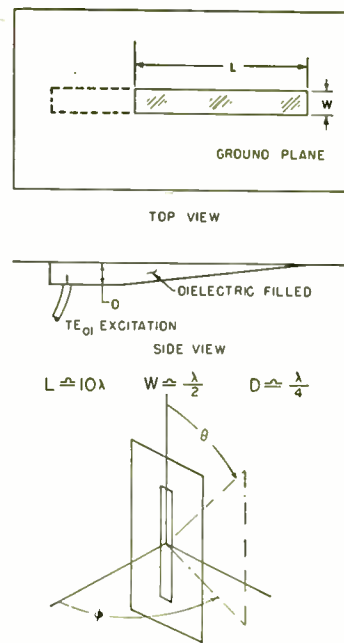 L
W
GROUND PLANE
TOP VIEW
D
DIELECTRIC FILLED
TE01 EXCITATION
SIDE VIEW
L ≏ 10λ W ≏ λ/2 D ≏ λ/4
θ
φ